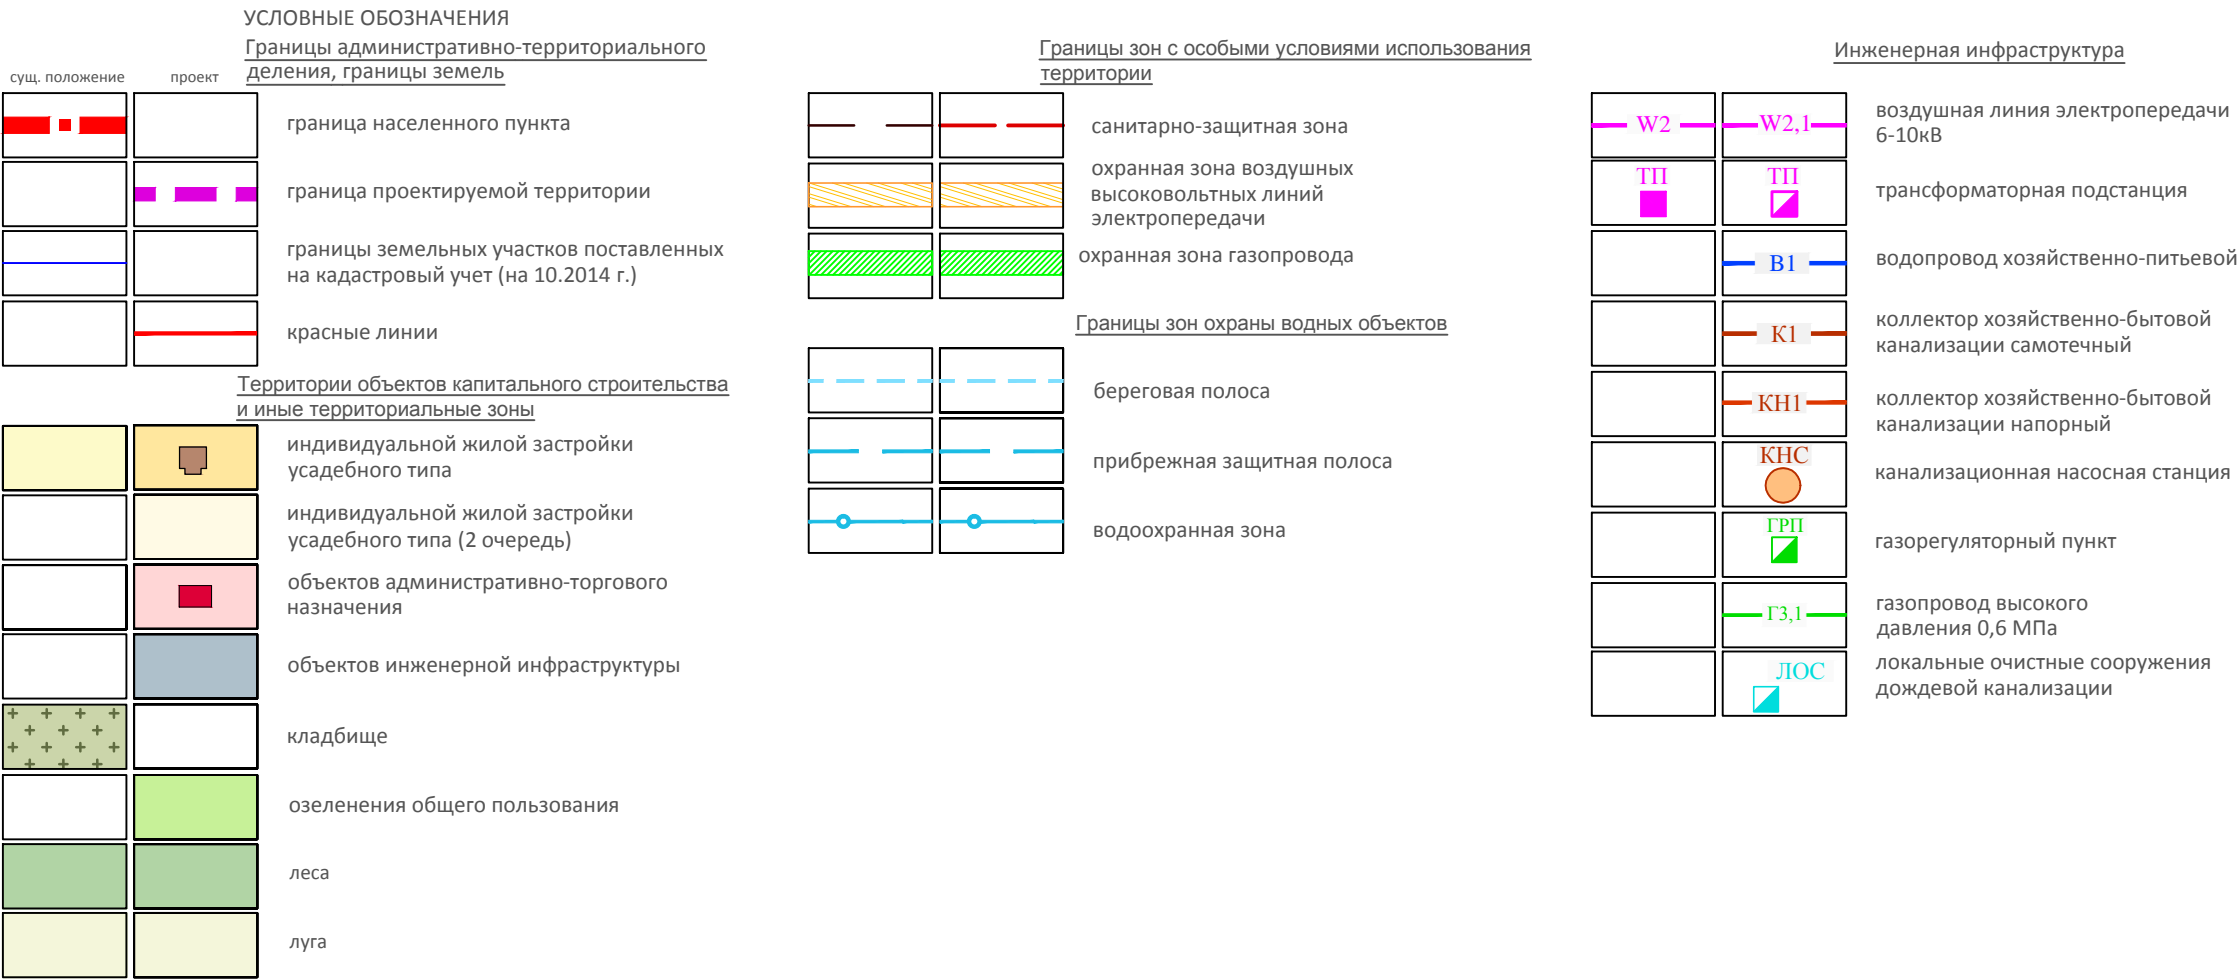 УСЛОВНЫЕ ОБОЗНАЧЕНИЯ
Границы административно-территориального
деления, границы земель
сущ. положение
проект
граница населенного пункта
граница проектируемой территории
границы земельных участков поставленных
на кадастровый учет (на 10.2014 г.)
красные линии
Территории объектов капитального строительства
и иные территориальные зоны
индивидуальной жилой застройки
усадебного типа
индивидуальной жилой застройки
усадебного типа (2 очередь)
объектов административно-торгового
назначения
объектов инженерной инфраструктуры
кладбище
озеленения общего пользования
леса
луга
Границы зон с особыми условиями использования
территории
санитарно-защитная зона
охранная зона воздушных
высоковольтных линий
электропередачи
охранная зона газопровода
Границы зон охраны водных объектов
береговая полоса
прибрежная защитная полоса
водоохранная зона
Инженерная инфраструктура
W2
W2,1
воздушная линия электропередачи
6-10кВ
ТП
ТП
трансформаторная подстанция
В1
водопровод хозяйственно-питьевой
К1
коллектор хозяйственно-бытовой
канализации самотечный
КН1
коллектор хозяйственно-бытовой
канализации напорный
КНС
канализационная насосная станция
ГРП
газорегуляторный пункт
Г3,1
газопровод высокого
давления 0,6 МПа
ЛОС
локальные очистные сооружения
дождевой канализации